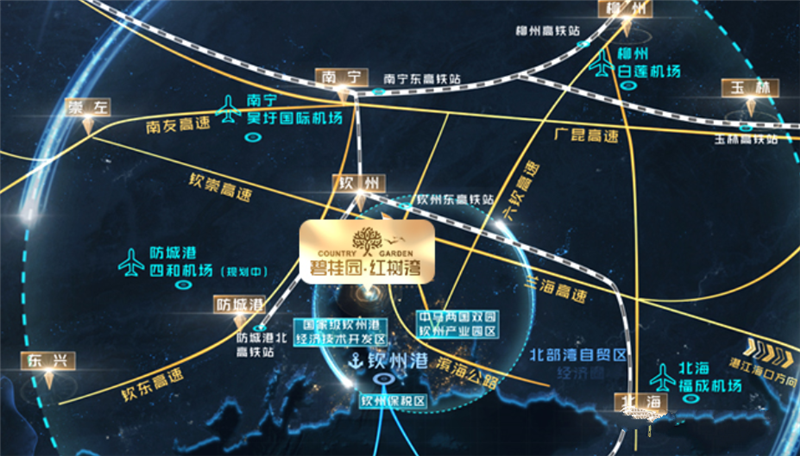 柳州
柳州高铁站
柳州
白莲机场
南宁
南宁东高铁站
玉林
玉林高铁站
崇左
南宁
吴圩国际机场
南友高速
广昆高速
钦崇高速
六钦高速
钦州
钦州东高铁站
COUNTRY GARDEN
碧桂园·红树湾
兰海高速
防城港
四和机场(规划中)
防城港
防城港北
高铁站
国家级钦州港
经济技术开发区
中马两国双园
钦州产业园区
钦州港
滨海公路
北部湾自贸区
港江海口方向
东兴
钦东高速
钦州保税区
北海
福成机场
北海